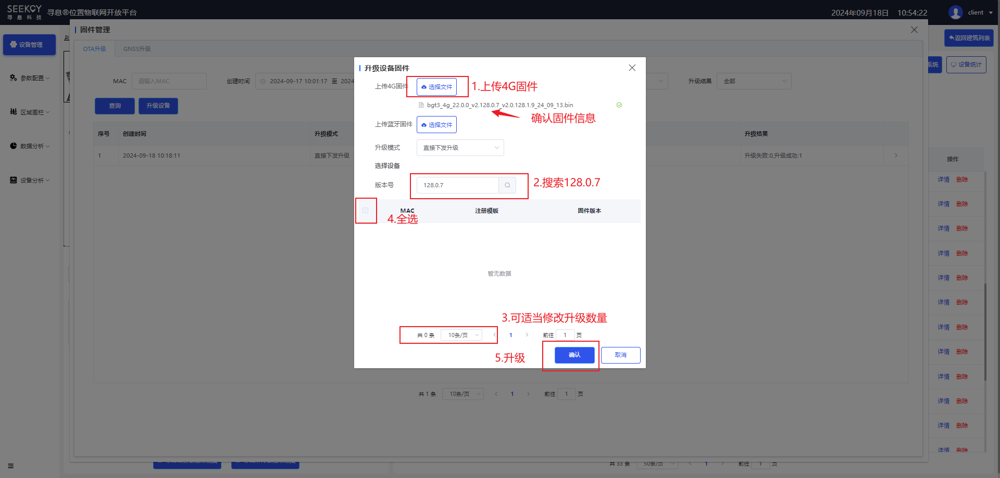 SEEKCY
寻息科技
寻息®位置物联网开放平台
2024年09月18日 10:54:22
client
固件管理
设备管理
返回建筑列表
OTA升级 GNSS升级
升级设备固件
系统 设备统计
参数配置
MAC 请输入MAC 创建时间 2024-09-17 10:01:17 至 2024 升级结果 全部
上传4G固件 选择文件 1.上传4G固件
查询 升级设备
bgt3_4g_22.0.0_v2.128.0.7_v2.0.128.1.9_24_09_13.bin
确认固件信息
区域围栏
上传蓝牙固件 选择文件
序号 创建时间 升级模式 升级结果
数据分析
升级模式 直接下发升级
1 2024-09-18 10:18:11 直接下发升级 升级失败:0,升级成功:1
操作
选择设备
设备分析
版本号 128.0.7 2.搜索128.0.7
详情 删除
详情 删除
MAC 注册模板 固件版本
4.全选
详情 删除
详情 删除
暂无数据
详情 删除
详情 删除
3.可适当修改升级数量
详情 删除
共 0 条 10条/页 1 前往 1 页
详情 删除
5.升级 确认 取消
详情 删除
共 1 条 10条/页 1 前往 1 页
详情 删除
详情 删除
详情 删除
共 33 条 50条/页 1 前往 1 页